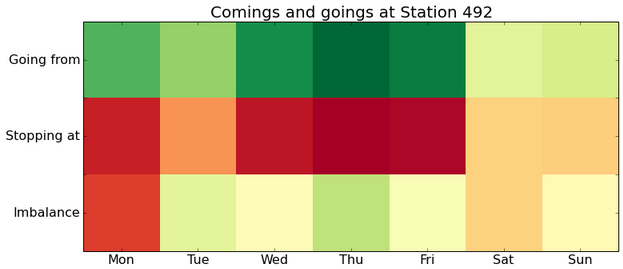 Comings and goings at Station 492
Going from
Stopping at
Imbalance
Mon Tue Wed Thu Fri Sat Sun